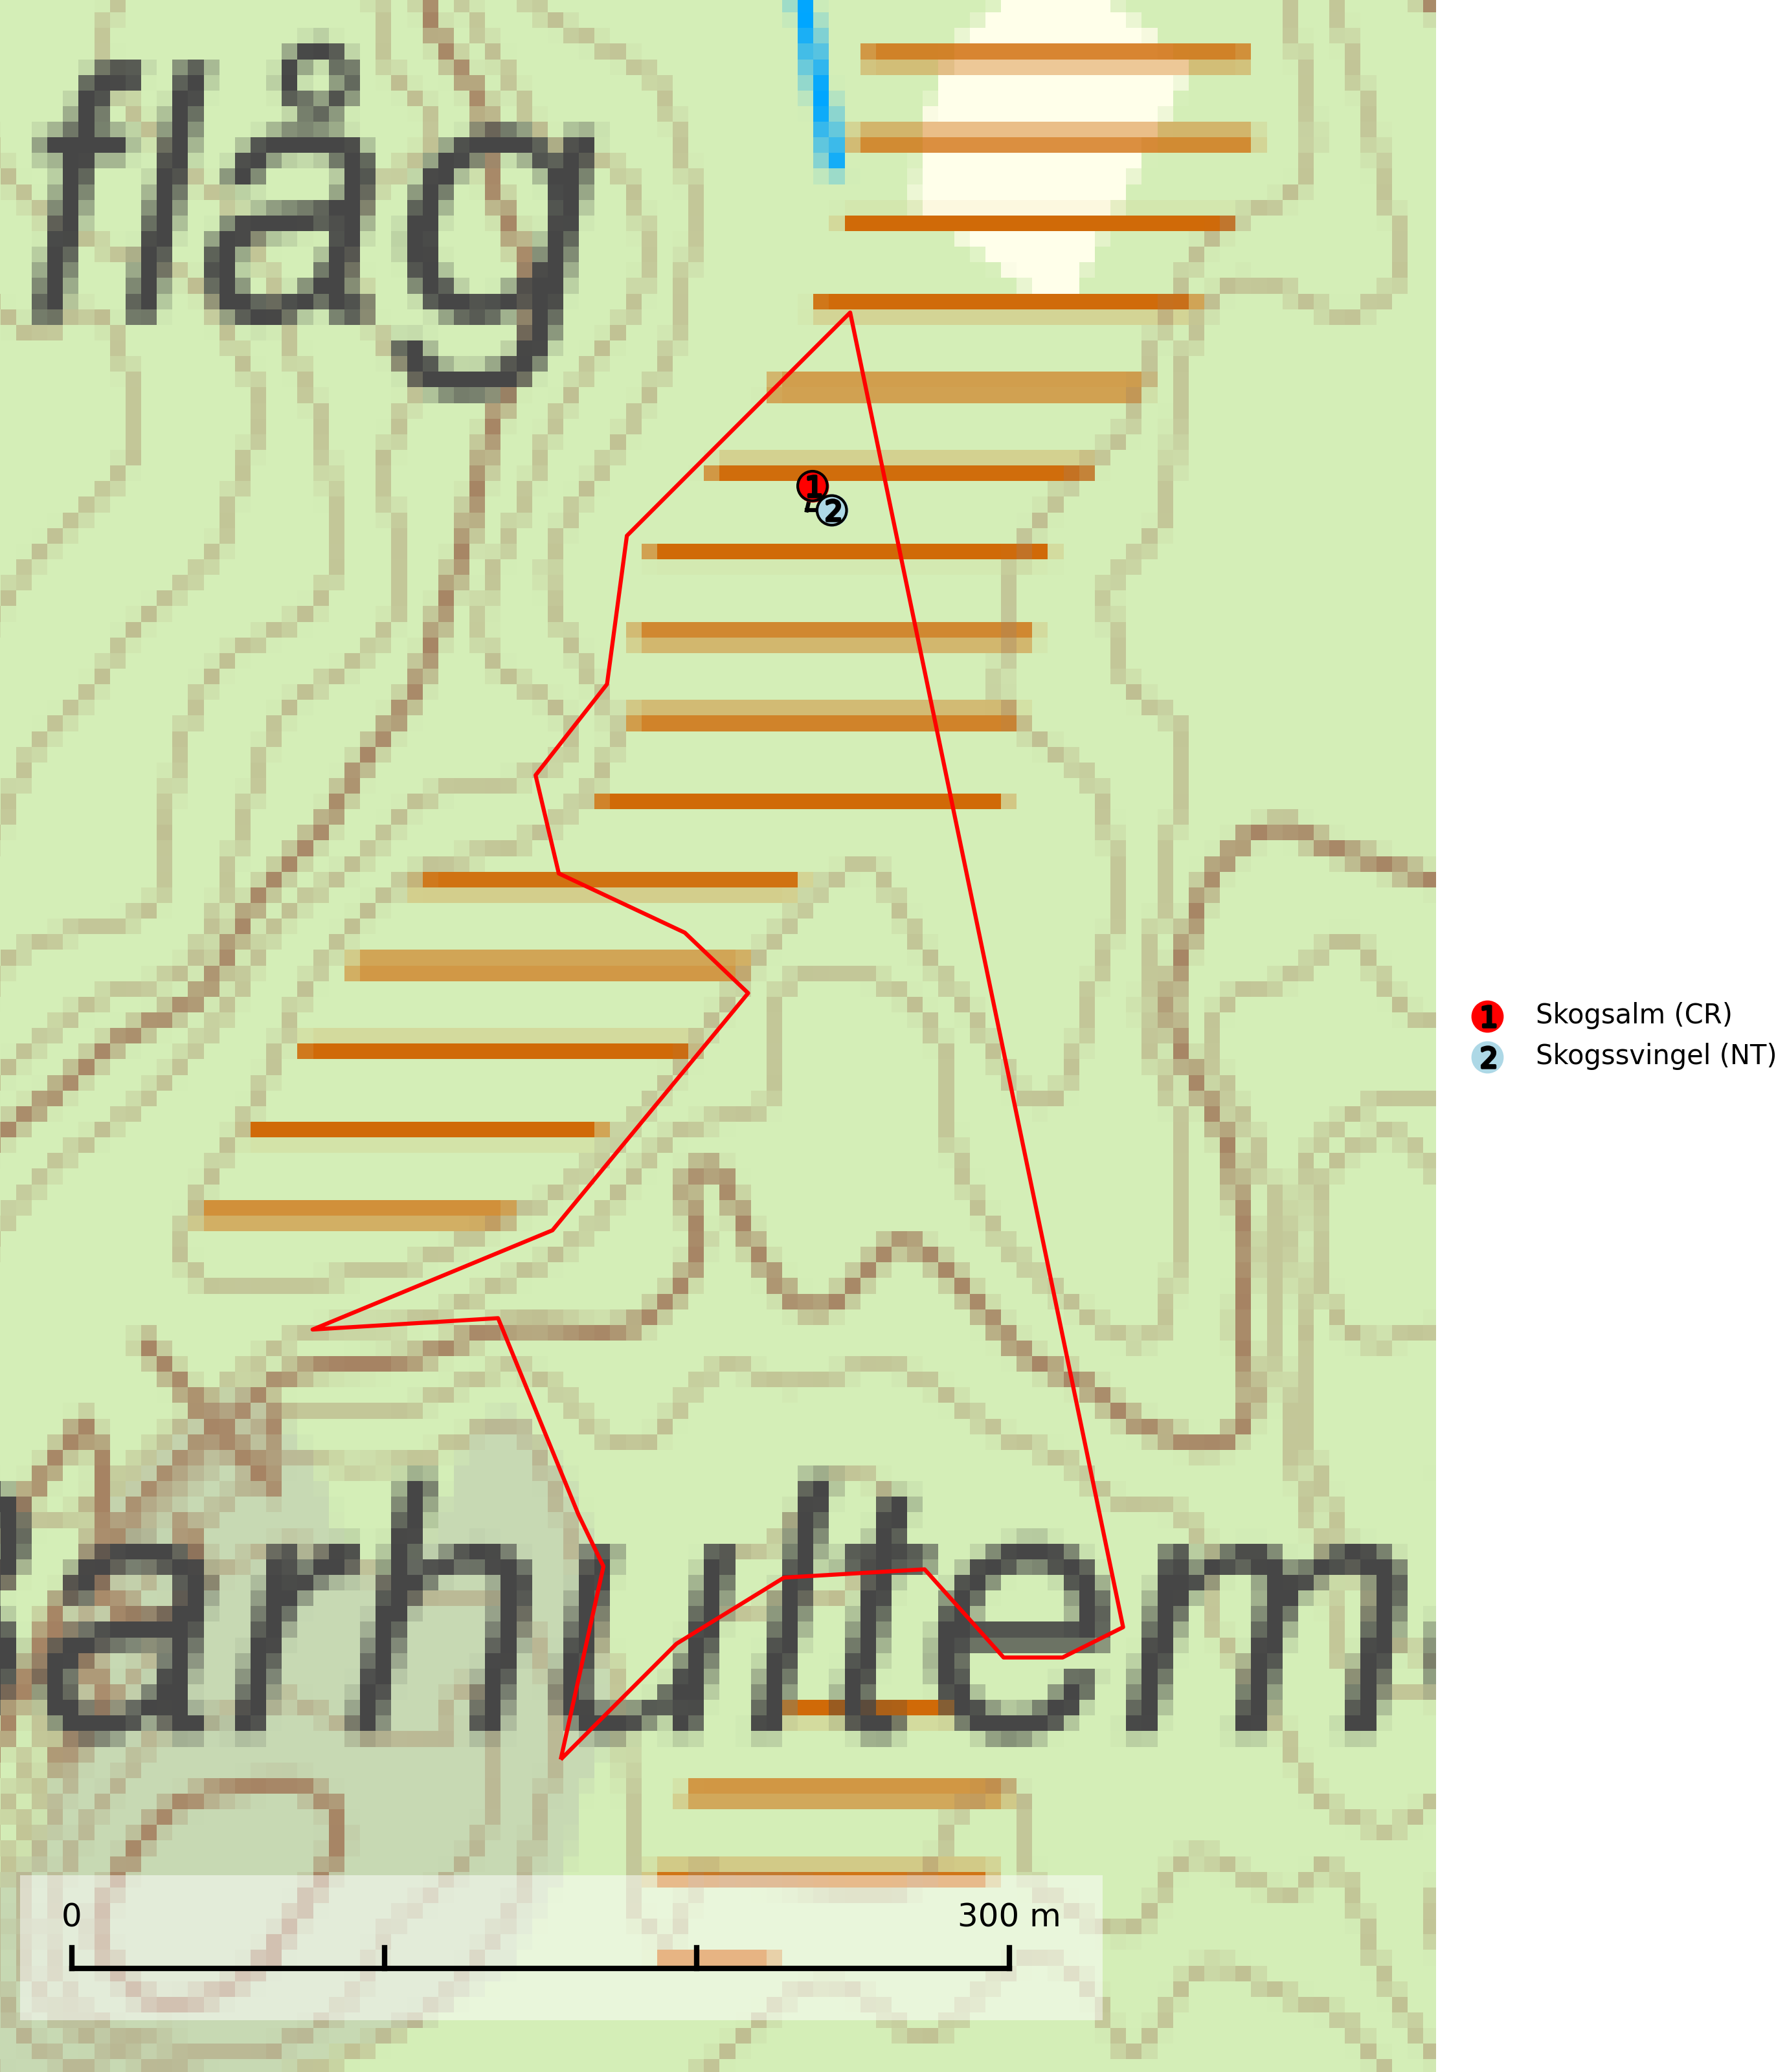 flåg
1
2
1 Skogsalm (CR)
2 Skogssvingel (NT)
arhultem
0 300 m